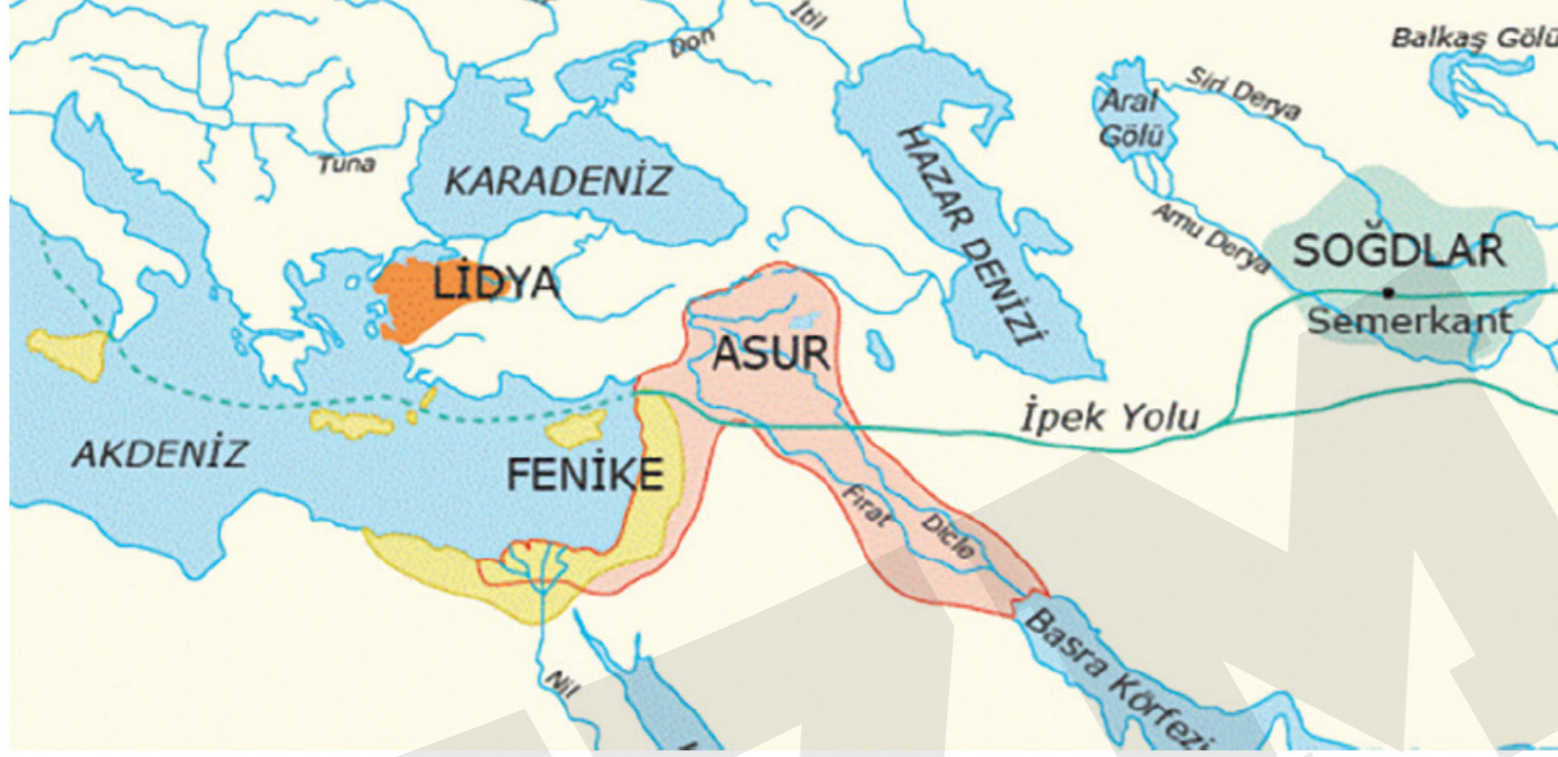 İtil
Don
Balkaş Gölü
Siri Derya
Aral
Gölü
Tuna
KARADENİZ
HAZAR DENİZİ
Amu Derya
SOĞDLAR
LİDYA
Semerkant
ASUR
İpek Yolu
AKDENİZ
FENİKE
Fırat
Dicle
Basra Körfezi
Nil